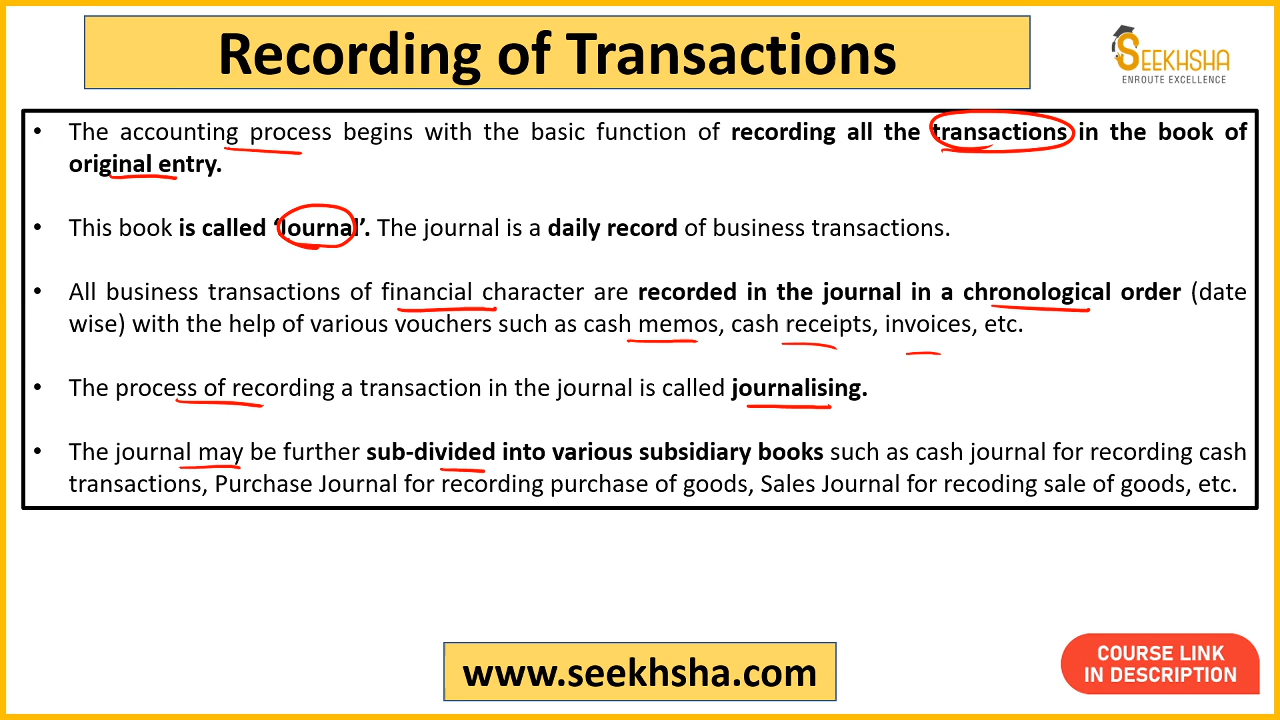 Recording of Transactions
SEEKHSHA
ENROUTE EXCELLENCE
• The accounting process begins with the basic function of recording all the transactions in the book of
original entry.
• This book is called ‘Journal’. The journal is a daily record of business transactions.
• All business transactions of financial character are recorded in the journal in a chronological order (date
wise) with the help of various vouchers such as cash memos, cash receipts, invoices, etc.
• The process of recording a transaction in the journal is called journalising.
• The journal may be further sub-divided into various subsidiary books such as cash journal for recording cash
transactions, Purchase Journal for recording purchase of goods, Sales Journal for recoding sale of goods, etc.
www.seekhsha.com
COURSE LINK
IN DESCRIPTION